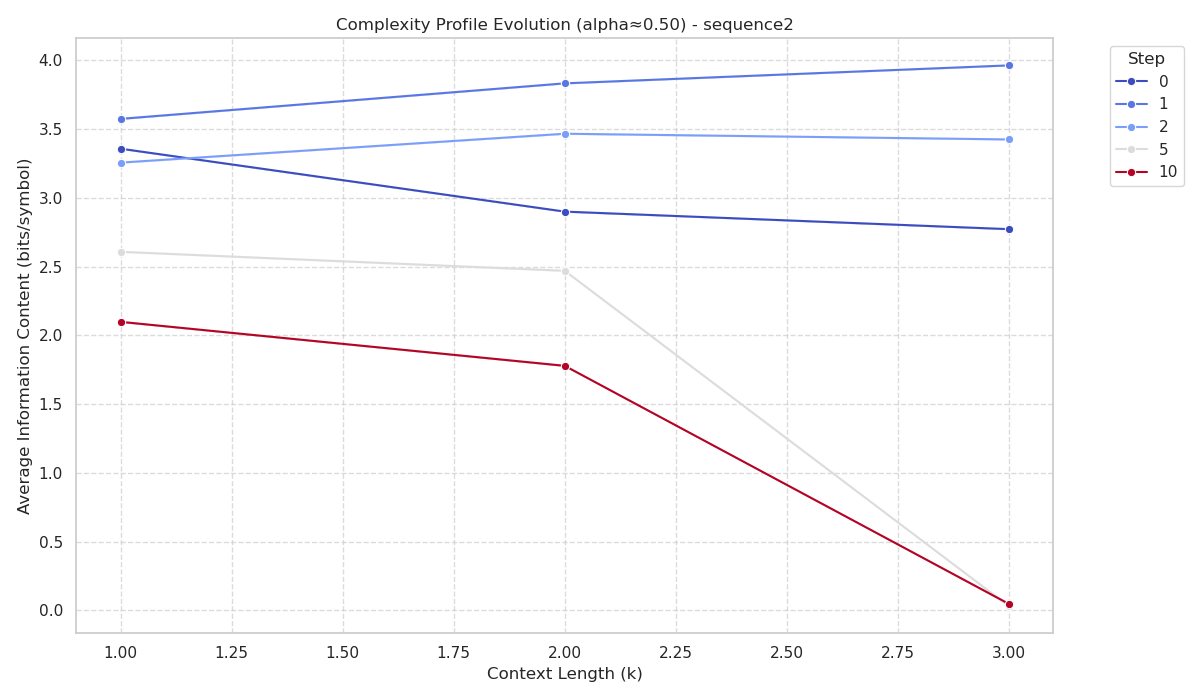 Complexity Profile Evolution (alpha≈0.50) - sequence2
Step
0
1
2
5
10
Average Information Content (bits/symbol)
4.0
3.5
3.0
2.5
2.0
1.5
1.0
0.5
0.0
1.00 1.25 1.50 1.75 2.00 2.25 2.50 2.75 3.00
Context Length (k)